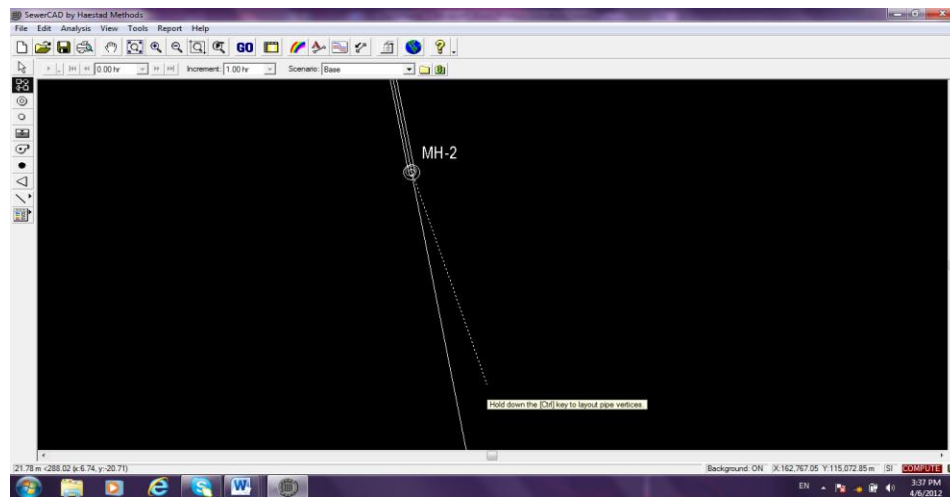 SewerCAD by Haestad Methods
File Edit Analysis View Tools Report Help
GO
0.00 hr Increment: 1.00 hr Scenario: Base
MH-2
Hold down the [Ctrl] key to layout pipe vertices.
21.78 m <288.02 (x:6.74, y:-20.71) Background: ON X:162,767.05 Y:115,072.85 m SI COMPUTE
EN 3:37 PM
4/6/2012